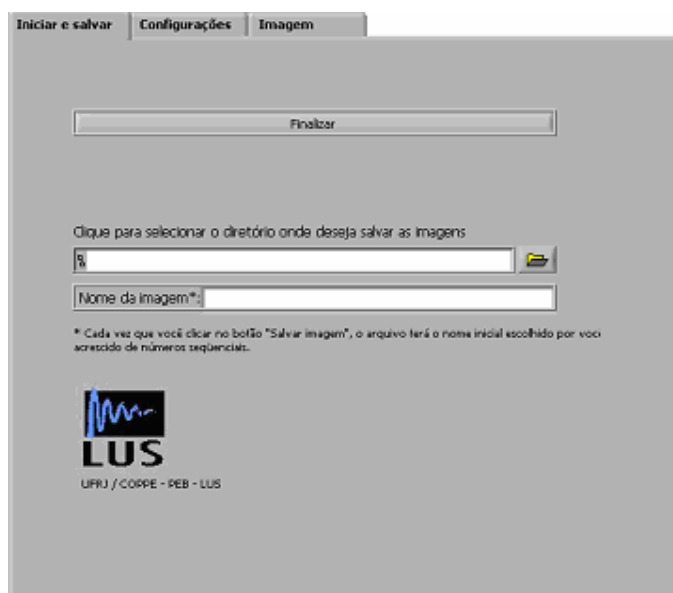 Iniciar e salvar Configurações Imagem
Finalizar
Clique para selecionar o diretório onde deseja salvar as imagens
%
Nome da imagem*:
* Cada vez que você clicar no botão "Salvar imagem", o arquivo terá o nome inicial escolhido por voc
acrescido de números seqüenciais.
LUS
UFRJ / COPPE - PEB - LUS